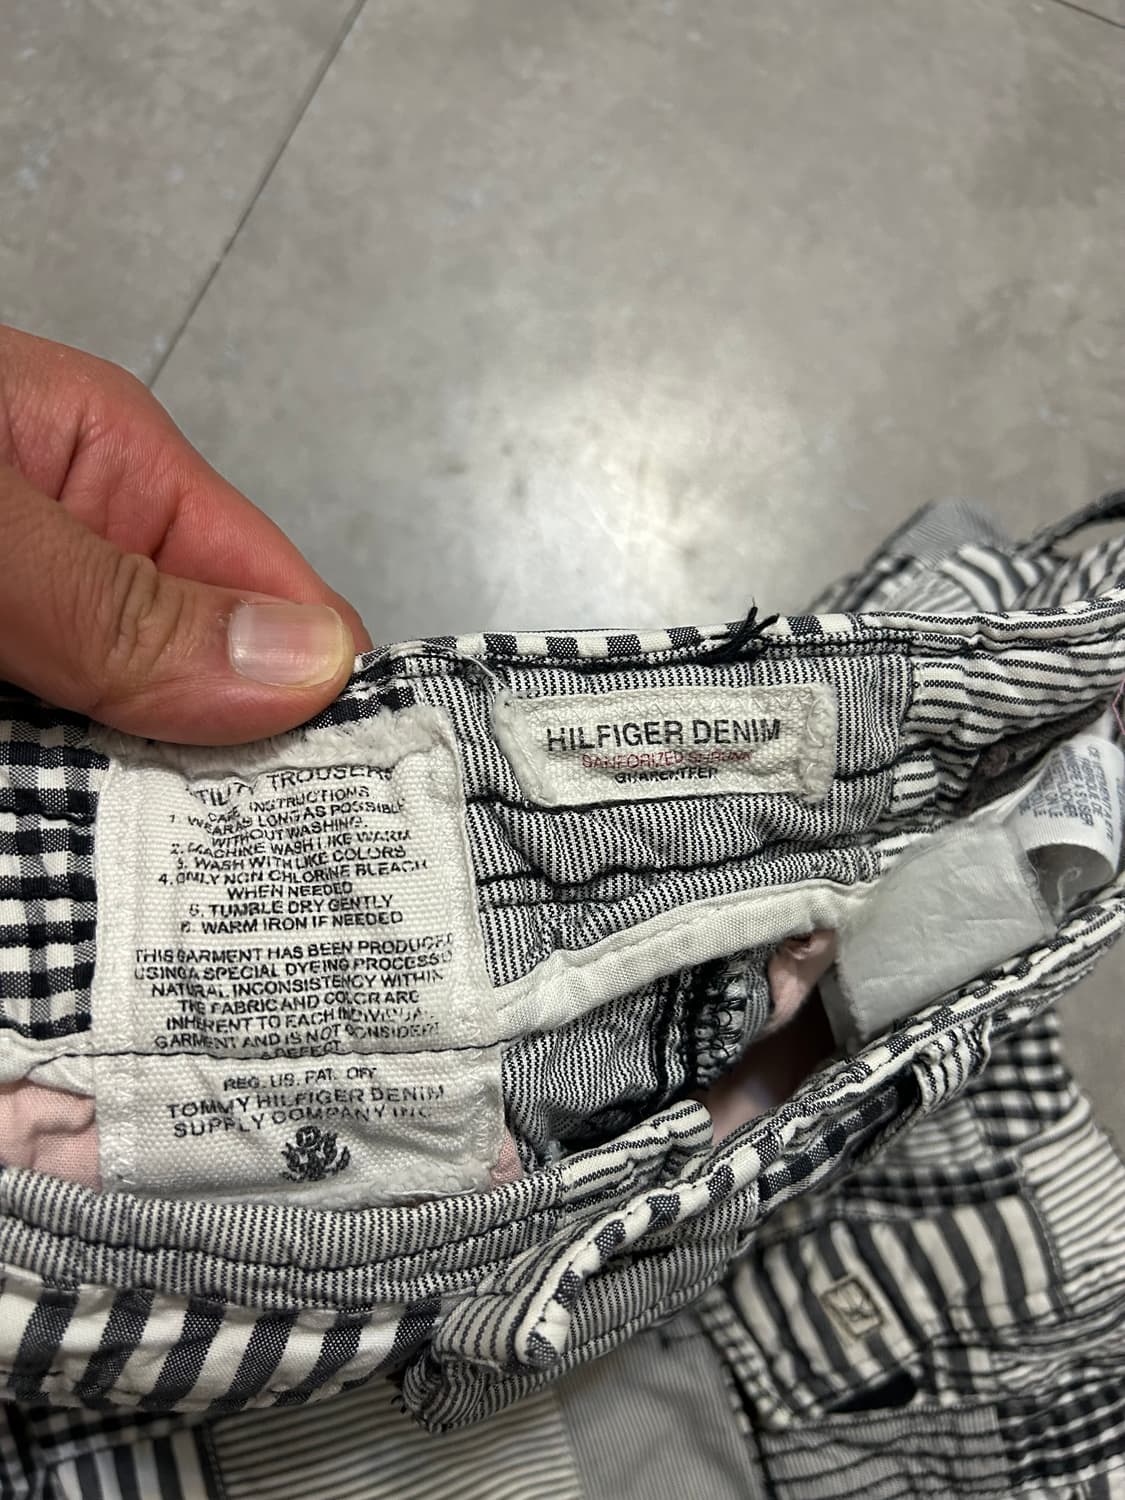 UTILITY TROUSERS
CARE INSTRUCTIONS
1. WEAR AS LONG AS POSSIBLE
WITHOUT WASHING.
2. MACHINE WASH LIKE WARM
3. WASH WITH LIKE COLORS
4. ONLY NON CHLORINE BLEACH
WHEN NEEDED
5. TUMBLE DRY GENTLY
6. WARM IRON IF NEEDED
THIS GARMENT HAS BEEN PRODUCED
USING A SPECIAL DYEING PROCESS
NATURAL INCONSISTENCY WITHIN
THE FABRIC AND COLOR ARE
INHERENT TO EACH INDIVIDUAL
GARMENT AND IS NOT CONSIDERED
A DEFECT.
REG. US. PAT. OFF
TOMMY HILFIGER DENIM
SUPPLY COMPANY INC.
HILFIGER DENIM
SANFORIZED SHRUNK
GUARANTEED